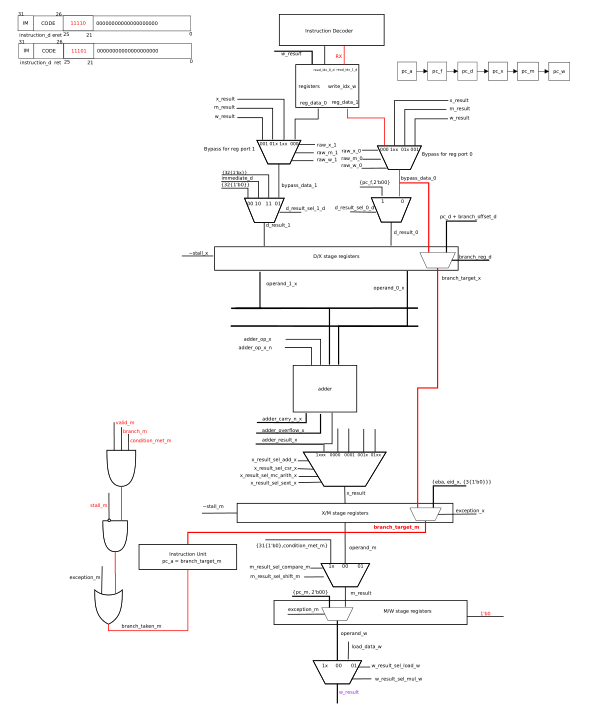 31 26
IM CODE 11110 0000000000000000000000
instruction_d eret 25 21 0
31 26
IM CODE 11101 0000000000000000000000
instruction_d ret 25 21 0
Instruction Decoder
w_result
RX
registers write_idx_w
reg_data_0 reg_data_1
pc_a pc_f pc_d pc_x pc_m pc_w
x_result
m_result
w_result
x_result
m_result
w_result
001 01x 1xx 000
Bypass for reg port 1
raw_x_1
raw_m_1
raw_w_1
raw_x_0
raw_m_0
raw_w_0
000 1xx 01x 001
Bypass for reg port 0
{32{1'bx}}
immediate_d
{32{1'b0}}
bypass_data_1
{pc_f,2'b00}
bypass_data_0
00 10 11 01
d_result_sel_1_d
d_result_sel_0_d
1 0
d_result_1
d_result_0
pc_d + branch_offset_d
~stall_x
D/X stage registers
branch_reg_d
branch_target_x
operand_1_x
operand_0_x
adder_op_x
adder_op_x_n
adder
adder_carry_n_x
adder_overflow_x
adder_result_x
1xxx 0000 0001 001x 01xx
x_result_sel_add_x
x_result_sel_csr_x
x_result_sel_mc_arith_x
x_result_sel_sext_x
x_result
valid_m
branch_m
condition_met_m
{eba, eid_x, {3{1'b0}}}
stall_m
~stall_m
X/M stage registers
exception_x
branch_target_m
Instruction Unit
pc_a = branch_target_m
{31{1'b0},condition_met_m}
operand_m
exception_m
m_result_sel_compare_m
m_result_sel_shift_m
1x 00 01
m_result
{pc_m, 2'b00}
exception_m
M/W stage registers
1'b0
branch_taken_m
operand_w
load_data_w
1x 00 01
w_result_sel_load_w
w_result_sel_mul_w
w_result